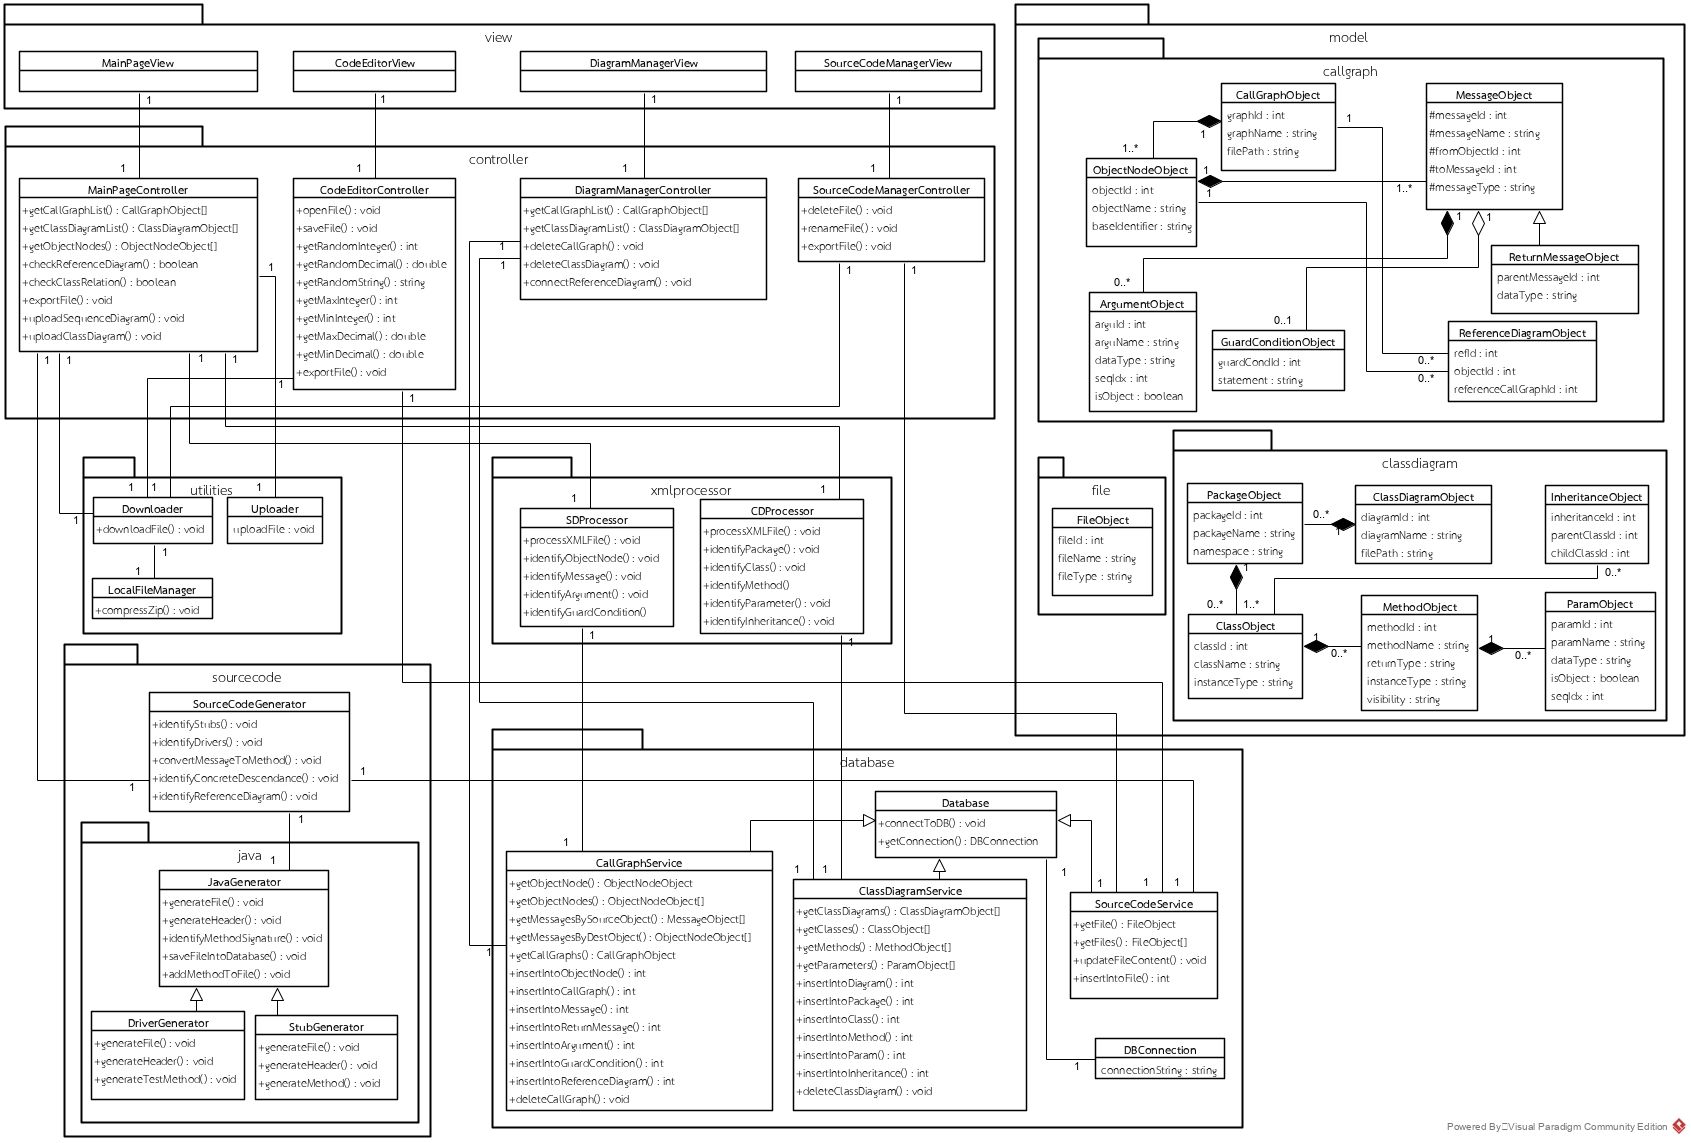 view
MainPageView
1
CodeEditorView
1
DiagramManagerView
1
SourceCodeManagerView
1
controller
1
MainPageController
+getCallGraphList() : CallGraphObject[]
+getClassDiagramList() : ClassDiagramObject[]
+getObjectNodes() : ObjectNodeObject[]
+checkReferenceDiagram() : boolean
+checkClassRelation() : boolean
+exportFile() : void
+uploadSequenceDiagram() : void
+uploadClassDiagram() : void
1
1
1
1
1
1
CodeEditorController
+openFile() : void
+saveFile() : void
+getRandomInteger() : int
+getRandomDecimal() : double
+getRandomString() : string
+getMaxInteger() : int
+getMinInteger() : int
+getMaxDecimal() : double
+getMinDecimal() : double
+exportFile() : void
1
1
1
DiagramManagerController
+getCallGraphList() : CallGraphObject[]
+getClassDiagramList() : ClassDiagramObject[]
+deleteCallGraph() : void
+deleteClassDiagram() : void
+connectReferenceDiagram() : void
1
1
1
SourceCodeManagerController
+deleteFile() : void
+renameFile() : void
+exportFile() : void
1
1
utilities
1
1
1
1
Downloader
+downloadFile() : void
1
Uploader
uploadFile : void
1
LocalFileManager
+compressZip() : void
xmlprocessor
1
SDProcessor
+processXMLFile() : void
+identifyObjectNode() : void
+identifyMessage() : void
+identifyArgument() : void
+identifyGuardCondition()
1
1
CDProcessor
+processXMLFile() : void
+identifyPackage() : void
+identifyClass() : void
+identifyMethod()
+identifyParameter() : void
+identifyInheritance() : void
1
sourcecode
SourceCodeGenerator
+identifyStubs() : void
+identifyDrivers() : void
+convertMessageToMethod() : void
+identifyConcreteDescendance() : void
+identifyReferenceDiagram() : void
1
1
1
java
1
JavaGenerator
+generateFile() : void
+generateHeader() : void
+identifyMethodSignature() : void
+saveFileIntoDatabase() : void
+addMethodToFile() : void
DriverGenerator
+generateFile() : void
+generateHeader() : void
+generateTestMethod() : void
StubGenerator
+generateFile() : void
+generateHeader() : void
+generateMethod() : void
database
Database
+connectToDB() : void
+getConnection() : DBConnection
1
1
1
CallGraphService
+getObjectNode() : ObjectNodeObject
+getObjectNodes() : ObjectNodeObject[]
+getMessagesBySourceObject() : MessageObject[]
+getMessagesByDestObject() : ObjectNodeObject[]
+getCallGraphs() : CallGraphObject
+insertIntoObjectNode() : int
+insertIntoCallGraph() : int
+insertIntoMessage() : int
+insertIntoReturnMessage() : int
+insertIntoArgument() : int
+insertIntoGuardCondition() : int
+insertIntoReferenceDiagram() : int
+deleteCallGraph() : void
1
1
ClassDiagramService
+getClassDiagrams() : ClassDiagramObject[]
+getClasses() : ClassObject[]
+getMethods() : MethodObject[]
+getParameters() : ParamObject[]
+insertIntoDiagram() : int
+insertIntoPackage() : int
+insertIntoClass() : int
+insertIntoMethod() : int
+insertIntoParam() : int
+insertIntoInheritance() : int
+deleteClassDiagram() : void
1
1
1
SourceCodeService
+getFile() : FileObject
+getFiles() : FileObject[]
+updateFileContent() : void
+insertIntoFile() : int
1
DBConnection
connectionString : string
model
callgraph
CallGraphObject
graphId : int
graphName : string
filePath : string
1
1
1..*
ObjectNodeObject
objectId : int
objectName : string
baseIdentifier : string
1
1
1..*
MessageObject
#messageId : int
#messageName : string
#fromObjectId : int
#toMessageId : int
#messageType : string
1
1
ReturnMessageObject
parentMessageId : int
dataType : string
0..*
ArgumentObject
arguId : int
arguName : string
dataType : string
seqIdx : int
isObject : boolean
0..1
GuardConditionObject
guardCondId : int
statement : string
0..*
0..*
ReferenceDiagramObject
refId : int
objectId : int
referenceCallGraphId : int
file
FileObject
fileId : int
fileName : string
fileType : string
classdiagram
PackageObject
packageId : int
packageName : string
namespace : string
0..*
1
1
ClassDiagramObject
diagramId : int
diagramName : string
filePath : string
InheritanceObject
inheritanceId : int
parentClassId : int
childClassId : int
0..*
0..*
1..*
ClassObject
classId : int
className : string
instanceType : string
1
0..*
MethodObject
methodId : int
methodName : string
returnType : string
instanceType : string
visibility : string
1
0..*
ParamObject
paramId : int
paramName : string
dataType : string
isObject : boolean
seqIdx : int
Powered By Visual Paradigm Community Edition